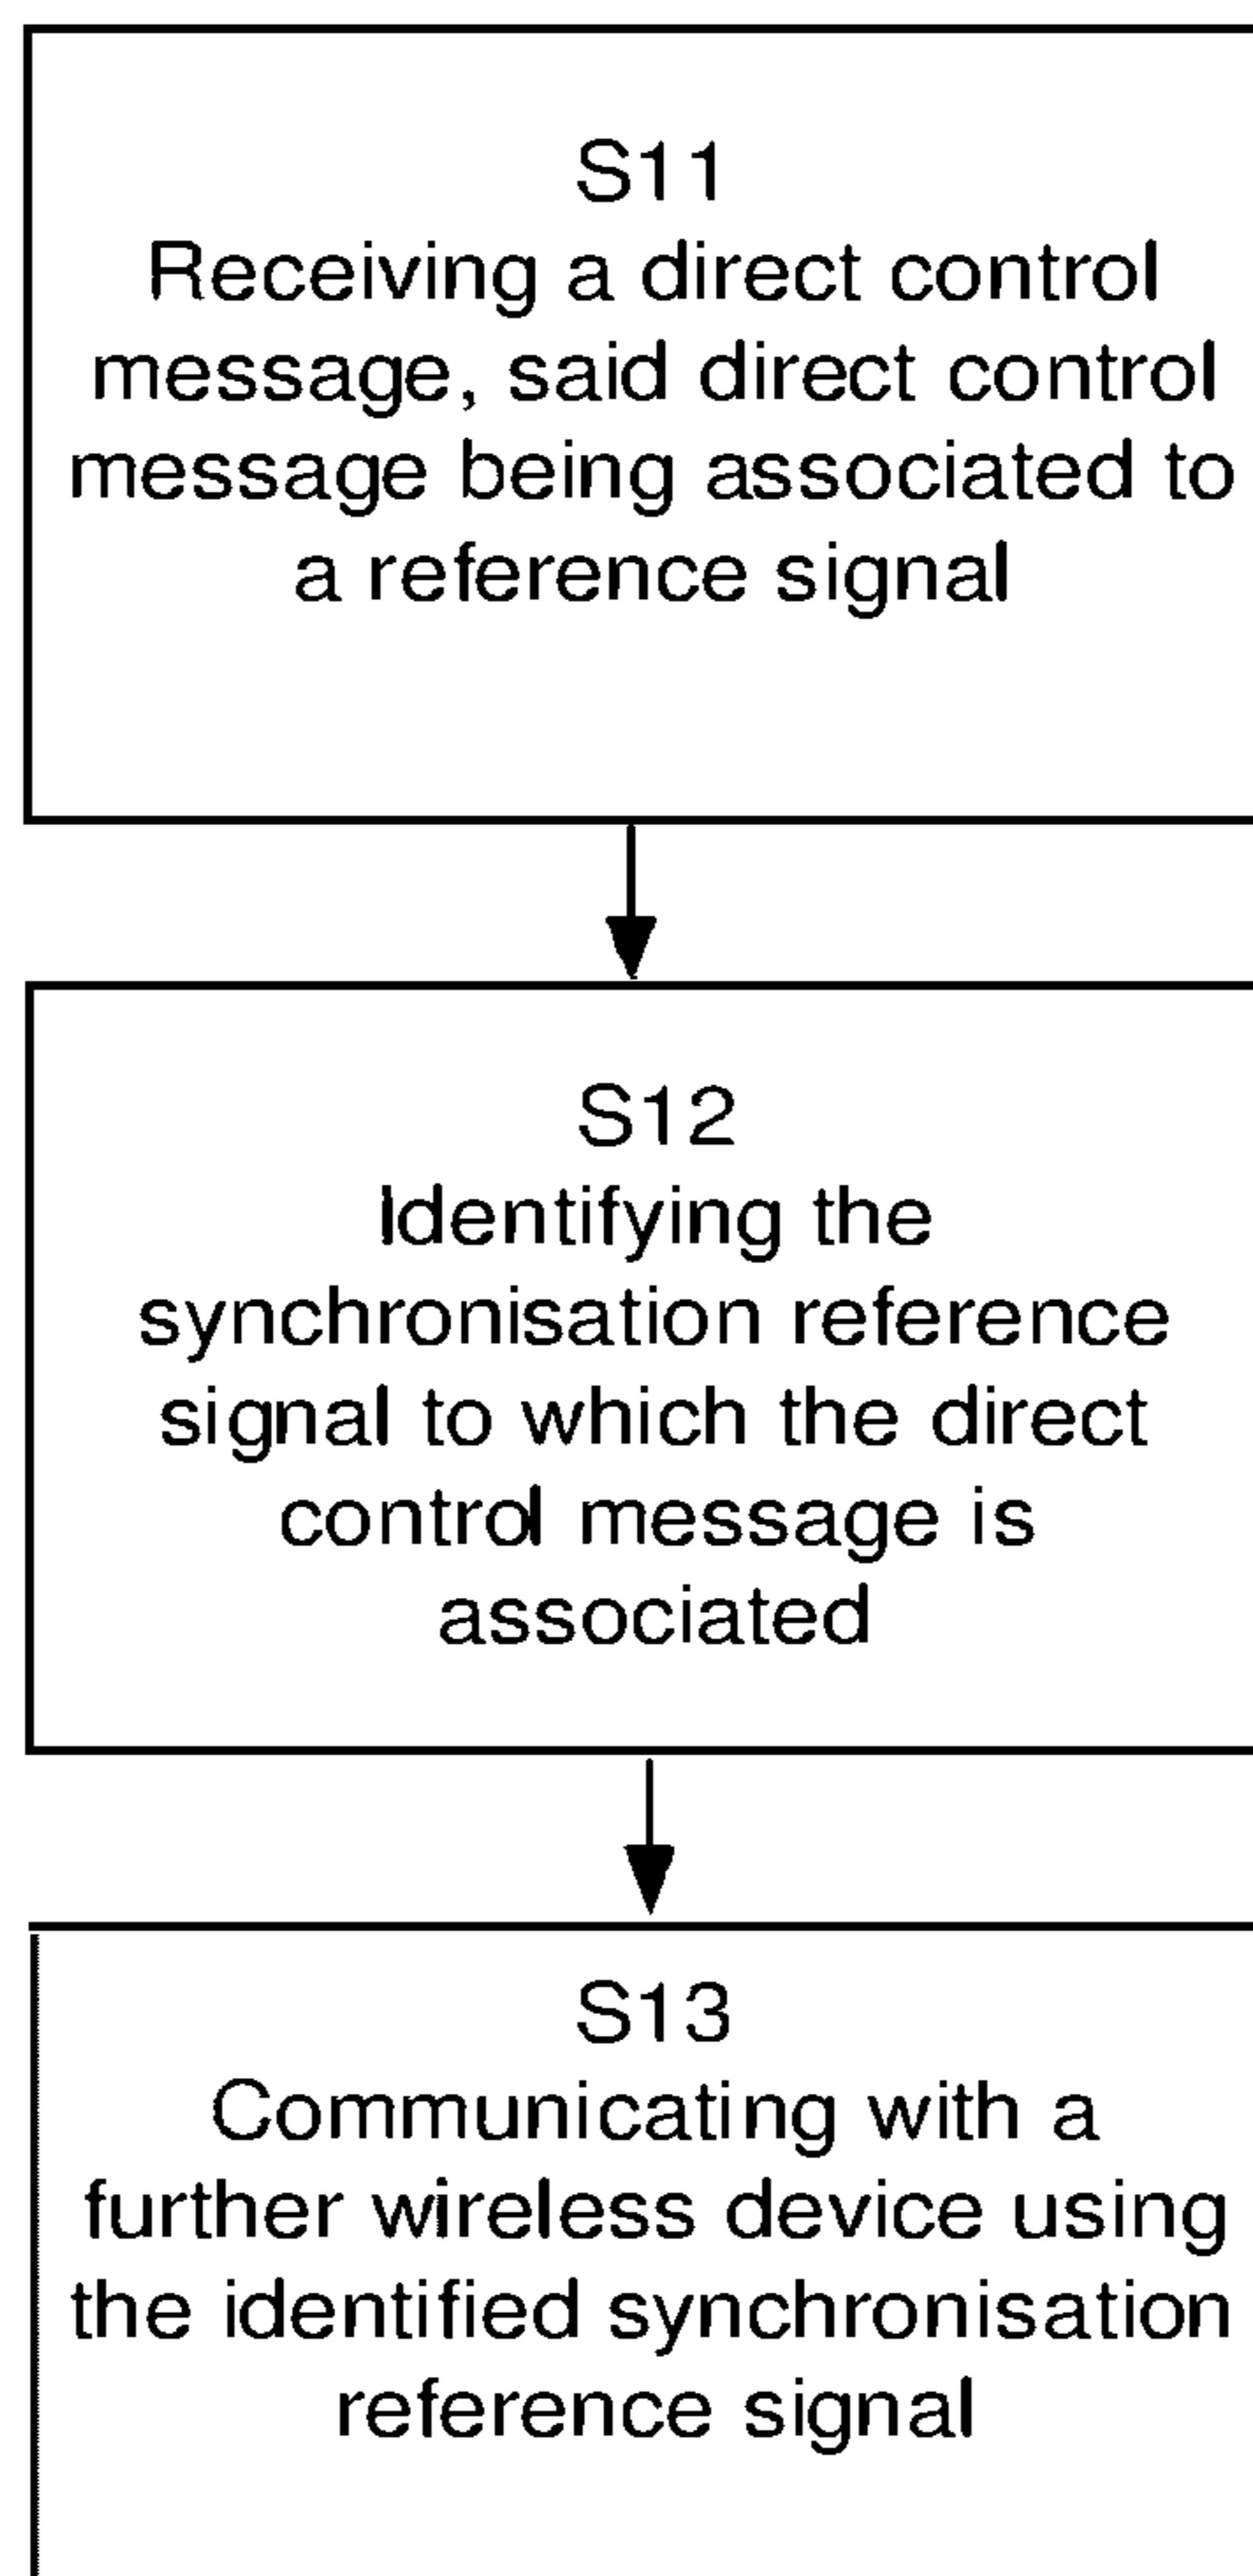 S11
Receiving a direct control
message, said direct control
message being associated to
a reference signal
S12
Identifying the
synchronisation reference
signal to which the direct
control message is
associated
S13
Communicating with a
further wireless device using
the identified synchronisation
reference signal